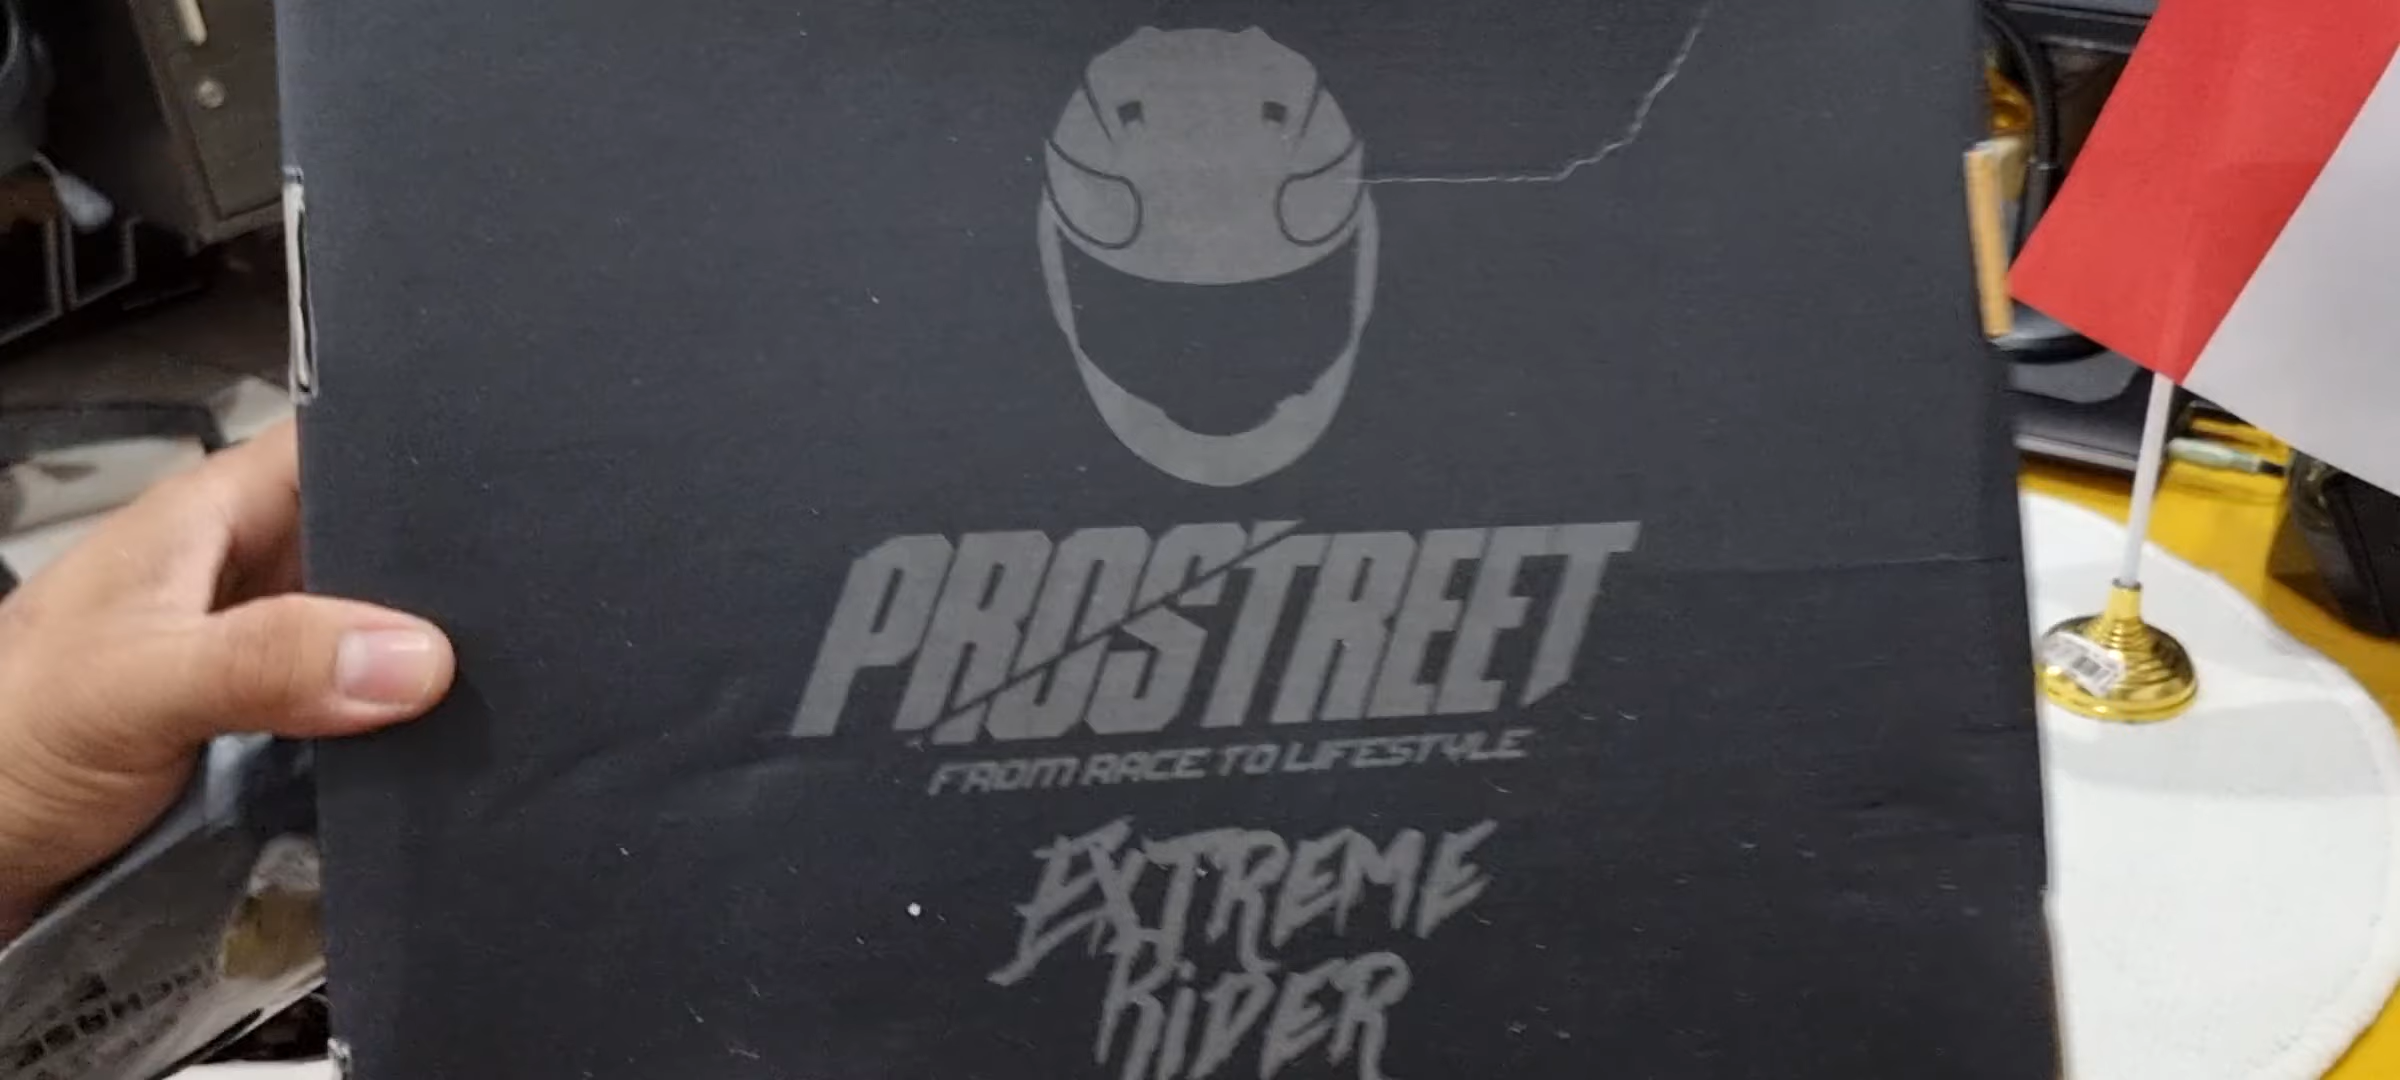 PROSTREET
FROM RACE TO LIFESTYLE
EXTREME
RiDER